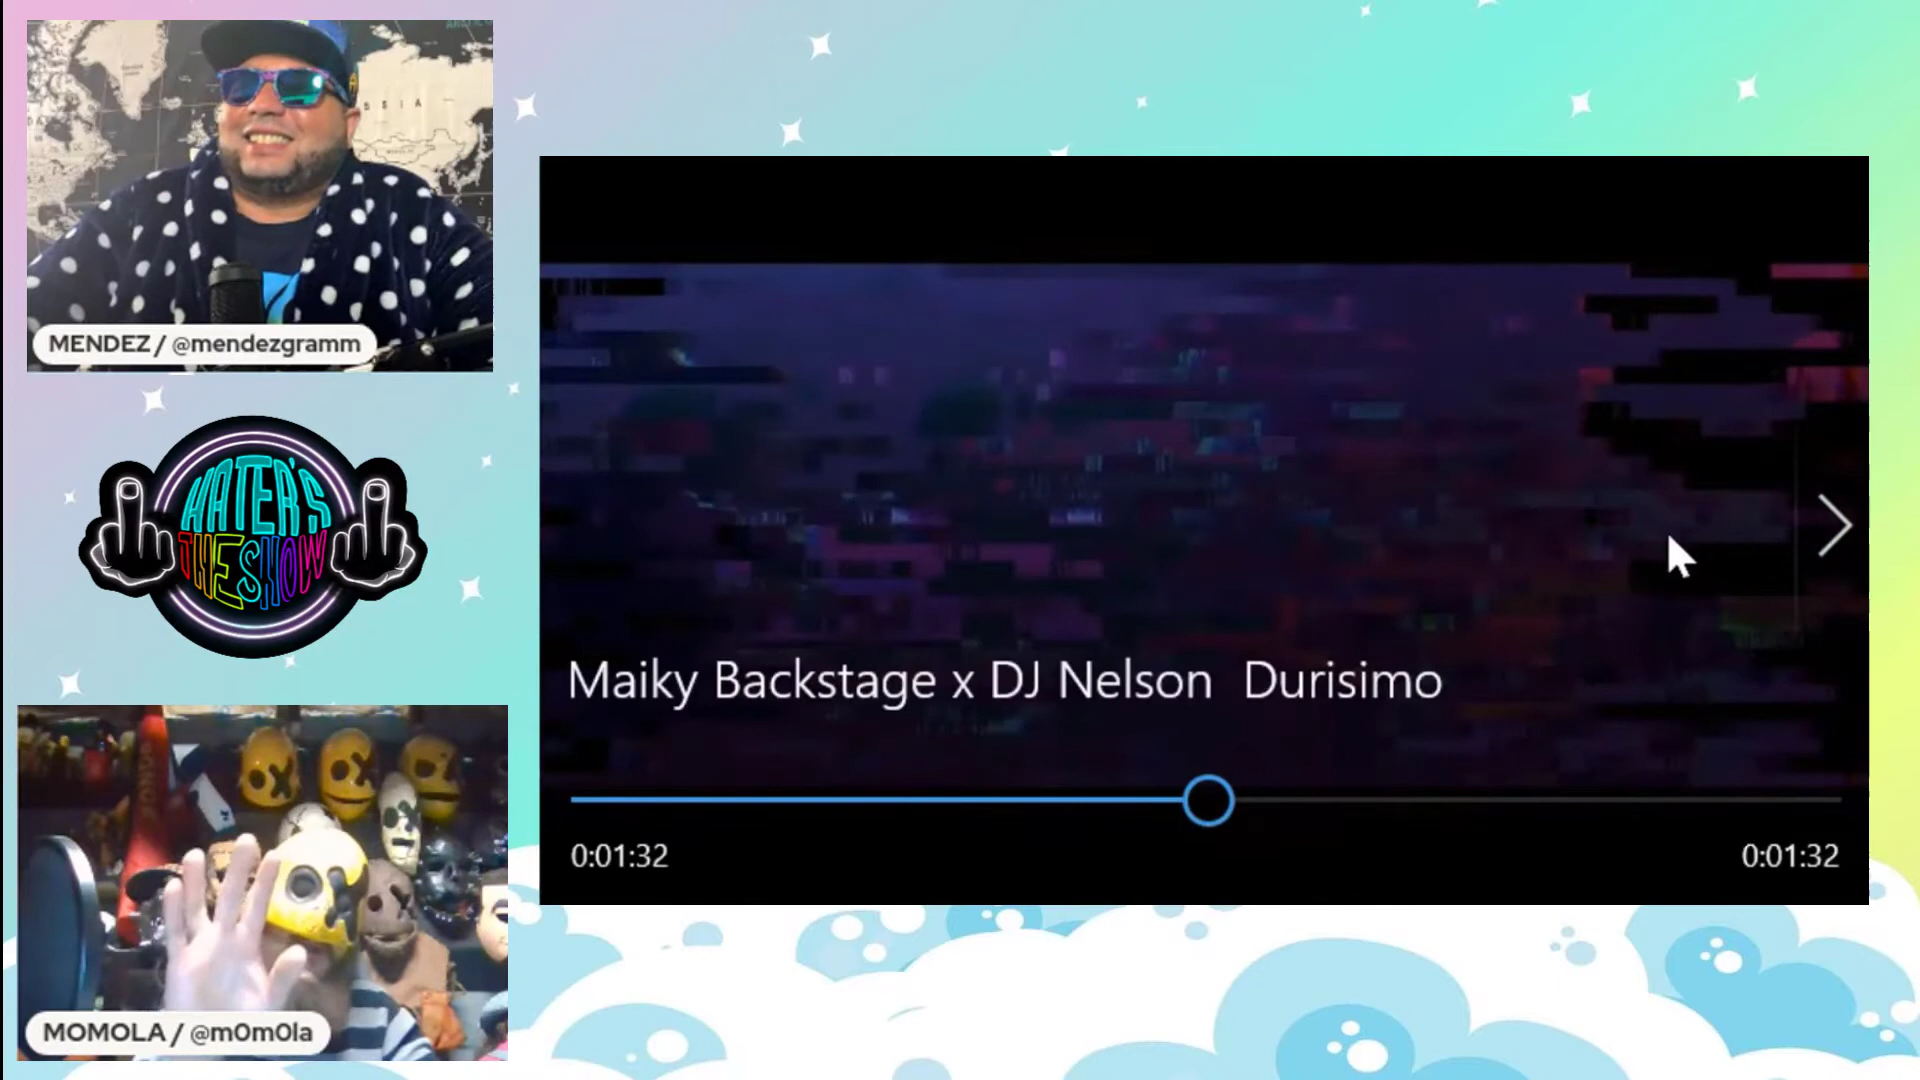 MENDEZ / @mendezgramm
HATER'S
THE SHOW
MOMOLA / @m0m0la
Maiky Backstage x DJ Nelson  Durisimo
0:01:32
0:01:32